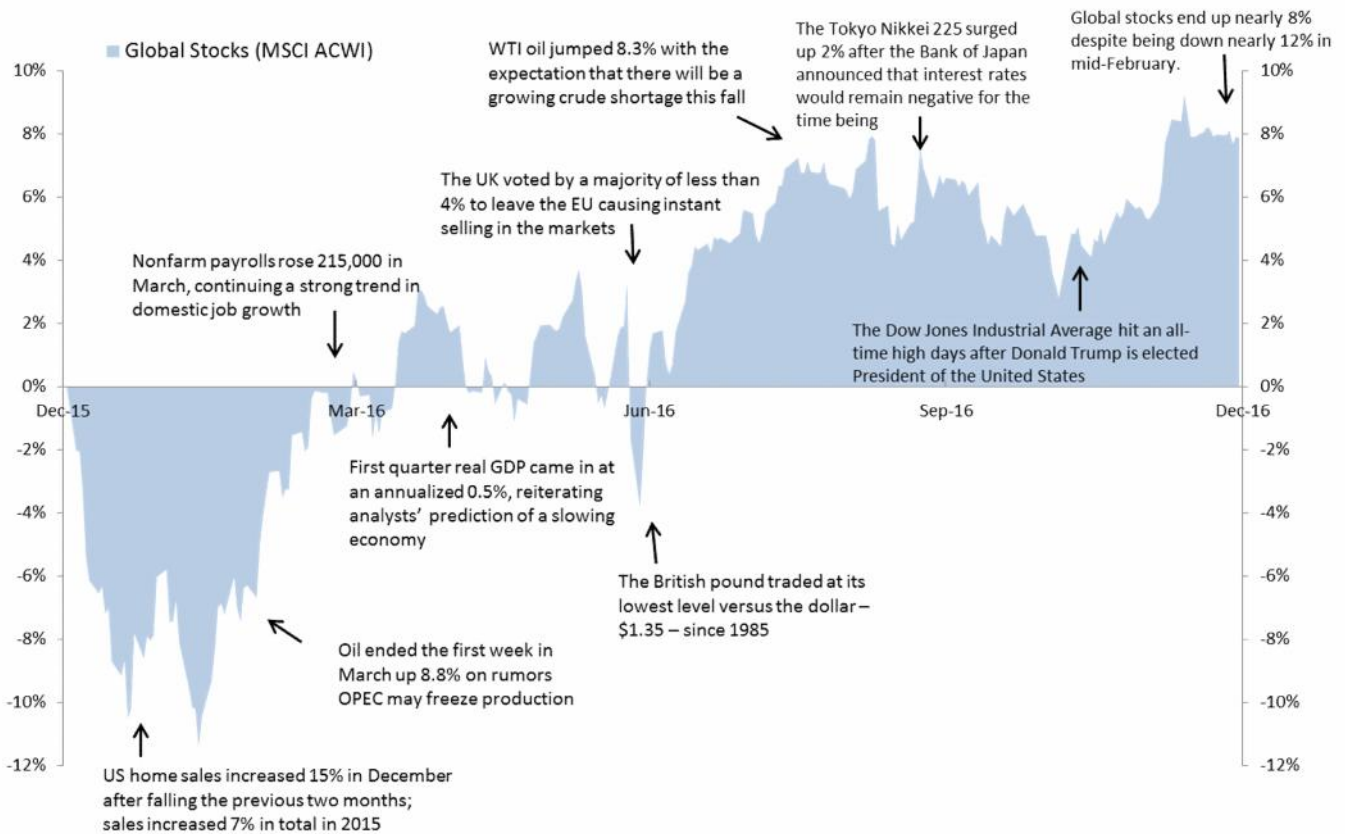 Global Stocks (MSCI ACWI)
WTI oil jumped 8.3% with the
expectation that there will be a
growing crude shortage this fall
The Tokyo Nikkei 225 surged
up 2% after the Bank of Japan
announced that interest rates
would remain negative for the
time being
Global stocks end up nearly 8%
despite being down nearly 12% in
mid-February.
The UK voted by a majority of less than
4% to leave the EU causing instant
selling in the markets
Nonfarm payrolls rose 215,000 in
March, continuing a strong trend in
domestic job growth
The Dow Jones Industrial Average hit an all-
time high days after Donald Trump is elected
President of the United States
First quarter real GDP came in at
an annualized 0.5%, reiterating
analysts’ prediction of a slowing
economy
The British pound traded at its
lowest level versus the dollar –
$1.35 – since 1985
Oil ended the first week in
March up 8.8% on rumors
OPEC may freeze production
US home sales increased 15% in December
after falling the previous two months;
sales increased 7% in total in 2015
10%
8%
6%
4%
2%
0%
-2%
-4%
-6%
-8%
-10%
-12%
Dec-15
Mar-16
Jun-16
Sep-16
Dec-16
10%
8%
6%
4%
2%
0%
-2%
-4%
-6%
-8%
-10%
-12%